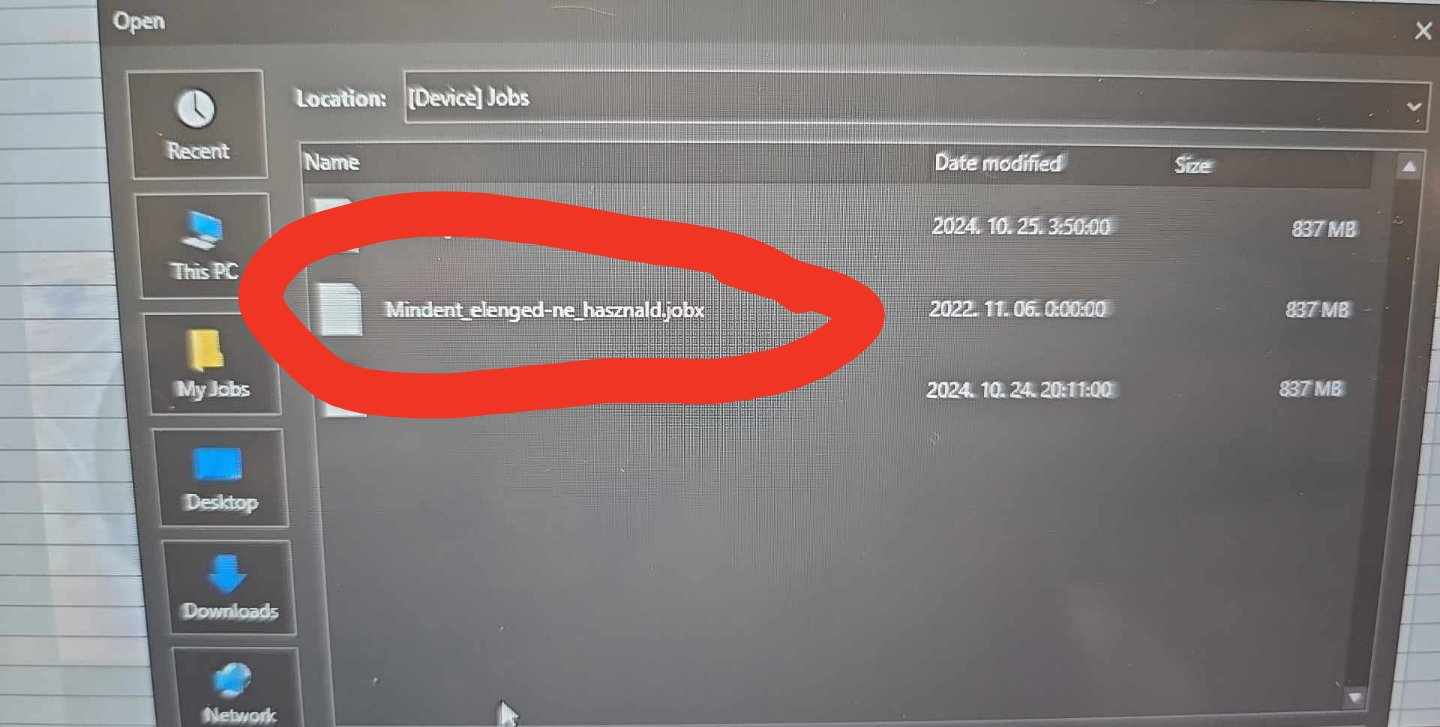 Open
Recent
Location: [Device] Jobs
Name Date modified Size
2024. 10. 25. 3:50:00 837 MB
This PC
Mindent_elenged-ne_hasznald.jobx 2022. 11. 06. 0:00:00 837 MB
My Jobs
2024. 10. 24. 20:11:00 837 MB
Desktop
Downloads
Network